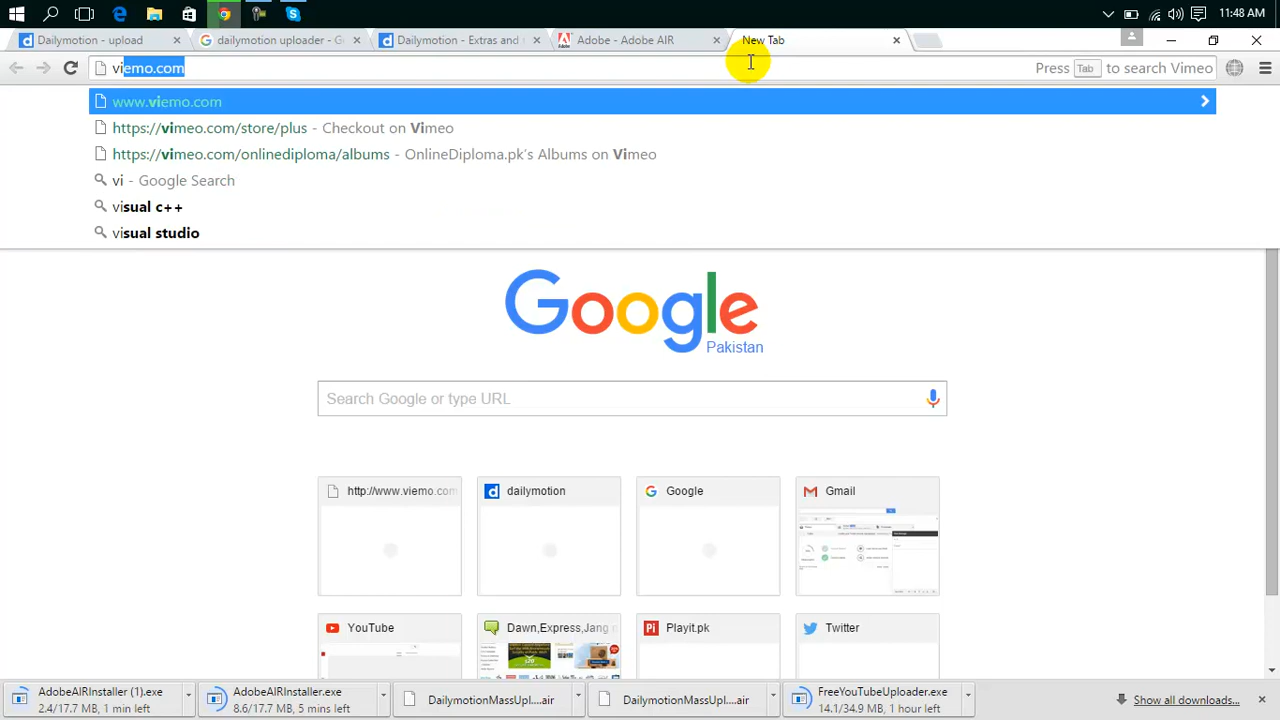 11:48 AM
Dailymotion - upload
dailymotion uploader - G
Dailymotion - Extras and
Adobe - Adobe AIR
New Tab
viemo.com
Press Tab to search Vimeo
www.viemo.com
https://vimeo.com/store/plus - Checkout on Vimeo
https://vimeo.com/onlinediploma/albums - OnlineDiploma.pk's Albums on Vimeo
vi - Google Search
visual c++
visual studio
Google
Pakistan
Search Google or type URL
http://www.viemo.com
dailymotion
Google
Gmail
YouTube
Dawn,Express,Jang
Playit.pk
Twitter
AdobeAIRInstaller (1).exe
2.4/17.7 MB, 1 min left
AdobeAIRInstaller.exe
8.6/17.7 MB, 5 mins left
DailymotionMassUpl....air
DailymotionMassUpl....air
FreeYouTubeUploader.exe
14.1/34.9 MB, 1 hour left
Show all downloads...